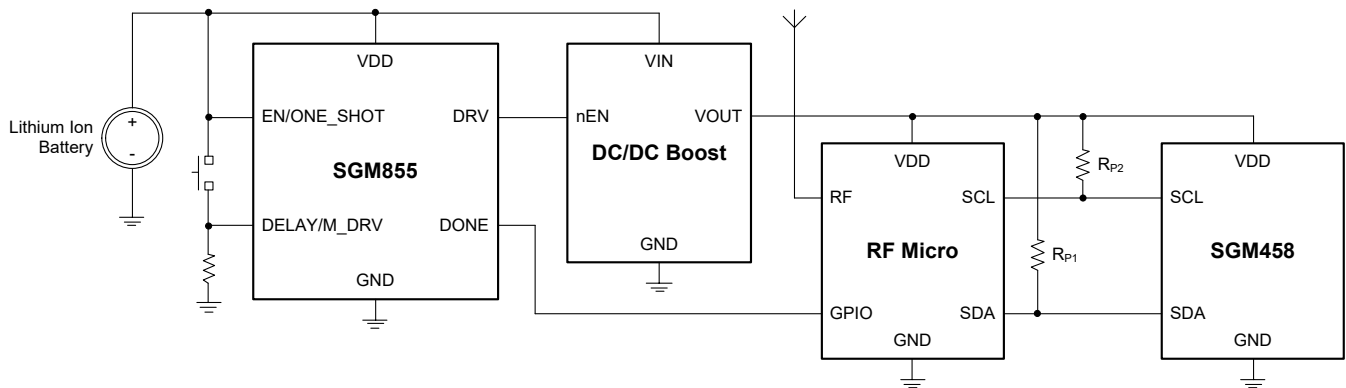 Lithium Ion
Battery
+
-
VDD
EN/ONE_SHOT
DRV
SGM855
DELAY/M_DRV
DONE
GND
VIN
nEN
VOUT
DC/DC Boost
GND
VDD
RF
SCL
RF Micro
GPIO
SDA
GND
RP2
RP1
VDD
SCL
SGM458
SDA
GND